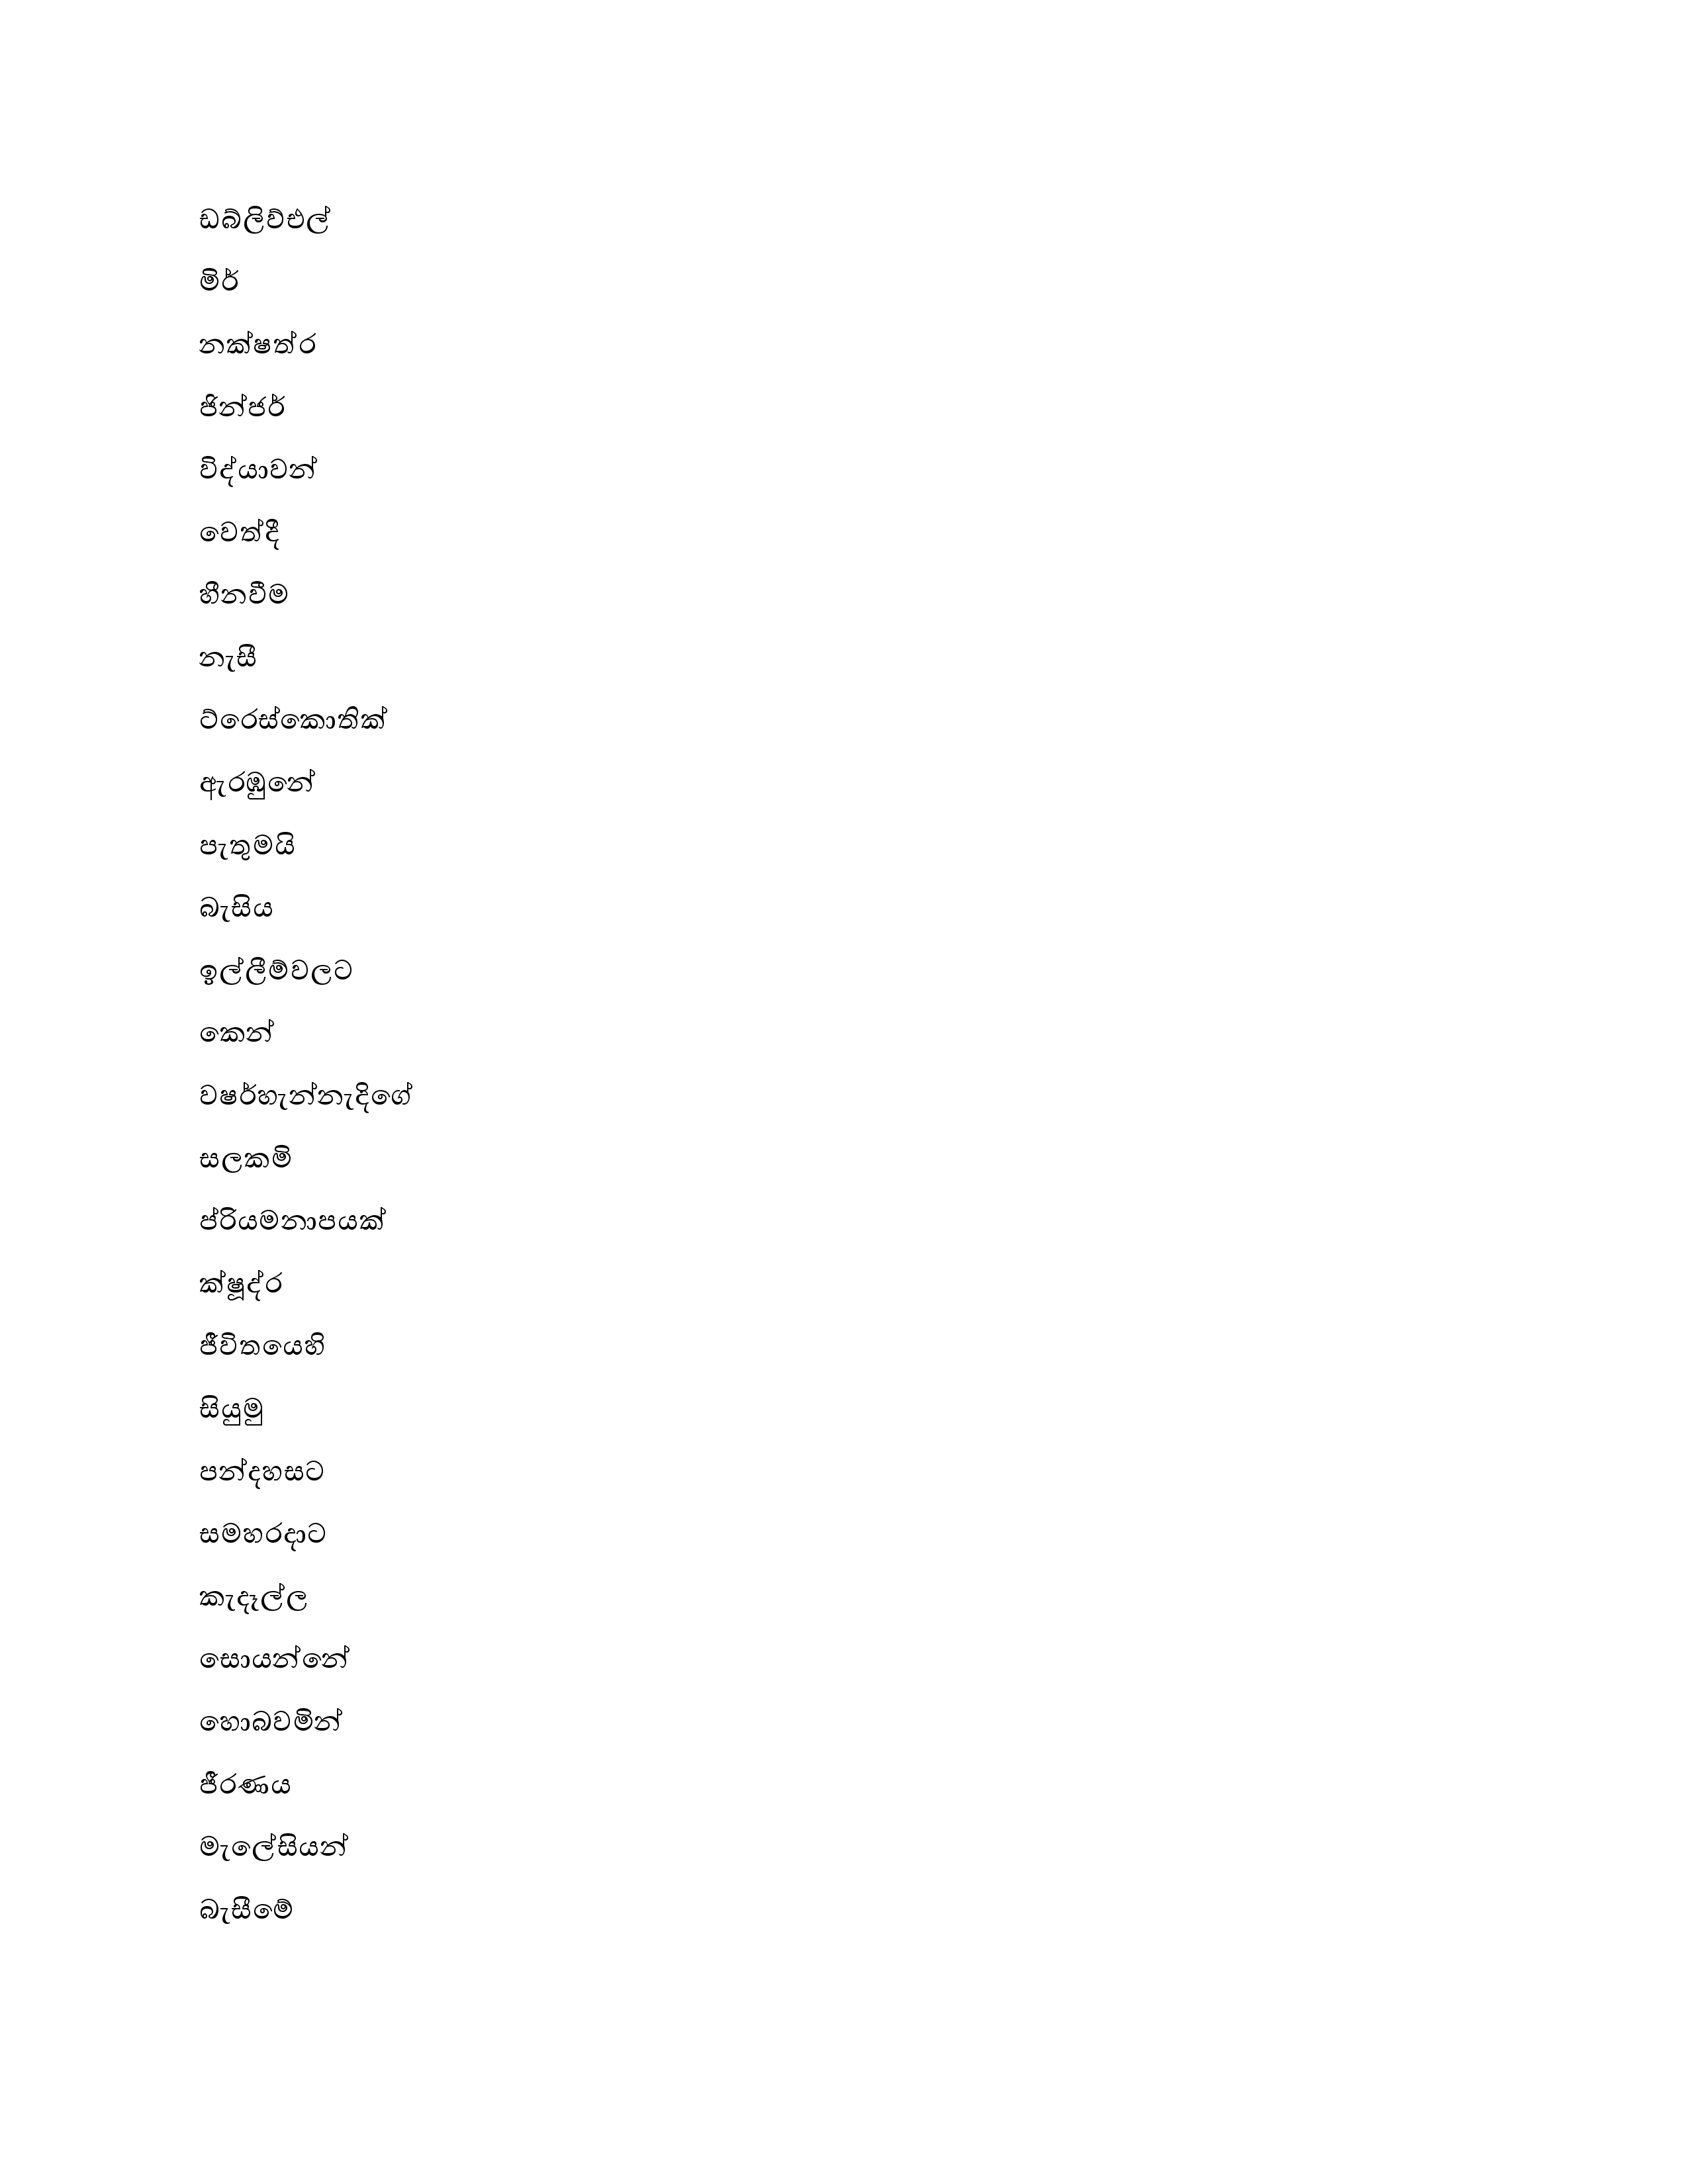 ඩබ්ලිව්එල්
මිර්
නක්ෂත්ර
ජින්ජර්
විද්යාවන්
වෙත්දී
හීනවීම
නැසී
ට්රෙස්කොතික්
ඇරඹුනේ
පැතුමයි
බැසිය
ඉල්ලීම්වලට
කෙන්
වෂර්හැන්නැදිගේ
සලකමි
ප්රියමනාපයක්
ක්ෂූද්ර
ජීවිතයෙහි
සියුමු
පන්දහසට
සමහරදාට
කැදෑල්ල
සොයන්නේ
හොබවමින්
ජීරණය
මැලේසියන්
බැසීමේ